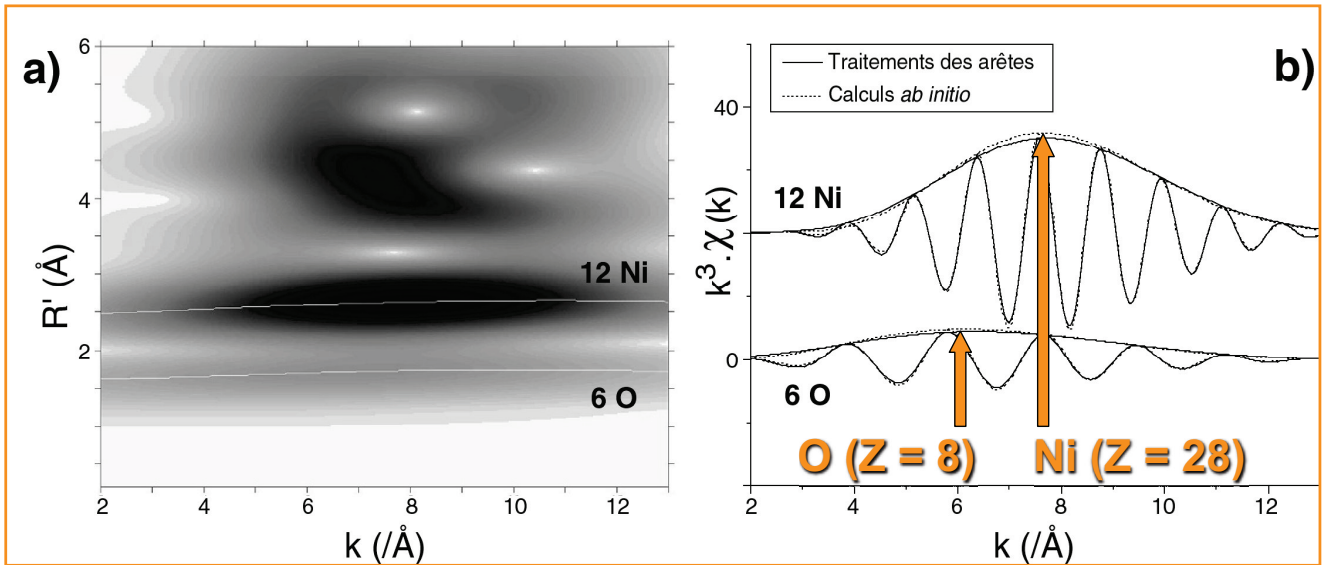 a)
6
4
2
R' (Å)
12 Ni
6 O
2 4 6 8 10 12
k (/Å)
b)
Traitements des arêtes
Calculs ab initio
40
0
k³.χ(k)
12 Ni
6 O
O (Z = 8) Ni (Z = 28)
2 4 6 8 10 12
k (/Å)